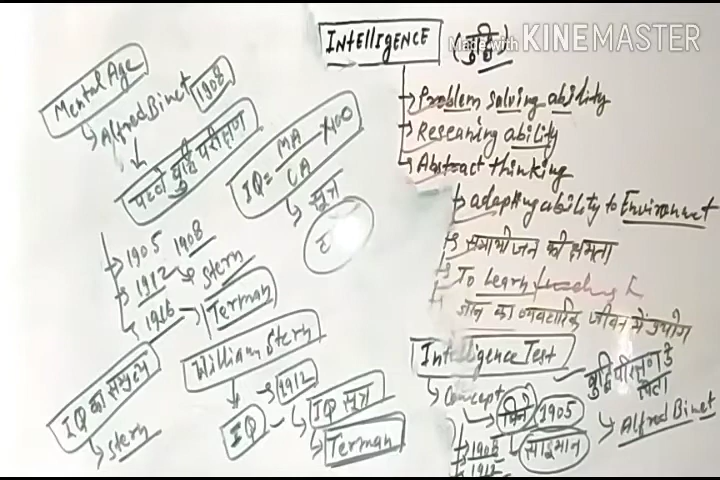 Made with KINEMASTER
INTELLIGENCE (बुद्धि)
Problem solving ability
Reseaning ability
Abstract thinking
adapting ability to Environment
समायोजन की क्षमता
To Learn
ज्ञान का व्यवहारिक जीवन में उपयोग
Intelligence Test
Concept
बिने 1905
साइमान
1908
1912
बुद्धि परीक्षण के
पिता
Alfred Binet
Mental Age
Alfred Binet 1908
पहला बुद्धि परीक्षण
IQ = MA/CA ×100
सूत्र
1905
1912 1908
Stern
1916
Terman
IQ का सम्प्रत्यय
Stern
William Stern
1912
IQ
IQ सूत्र
Terman